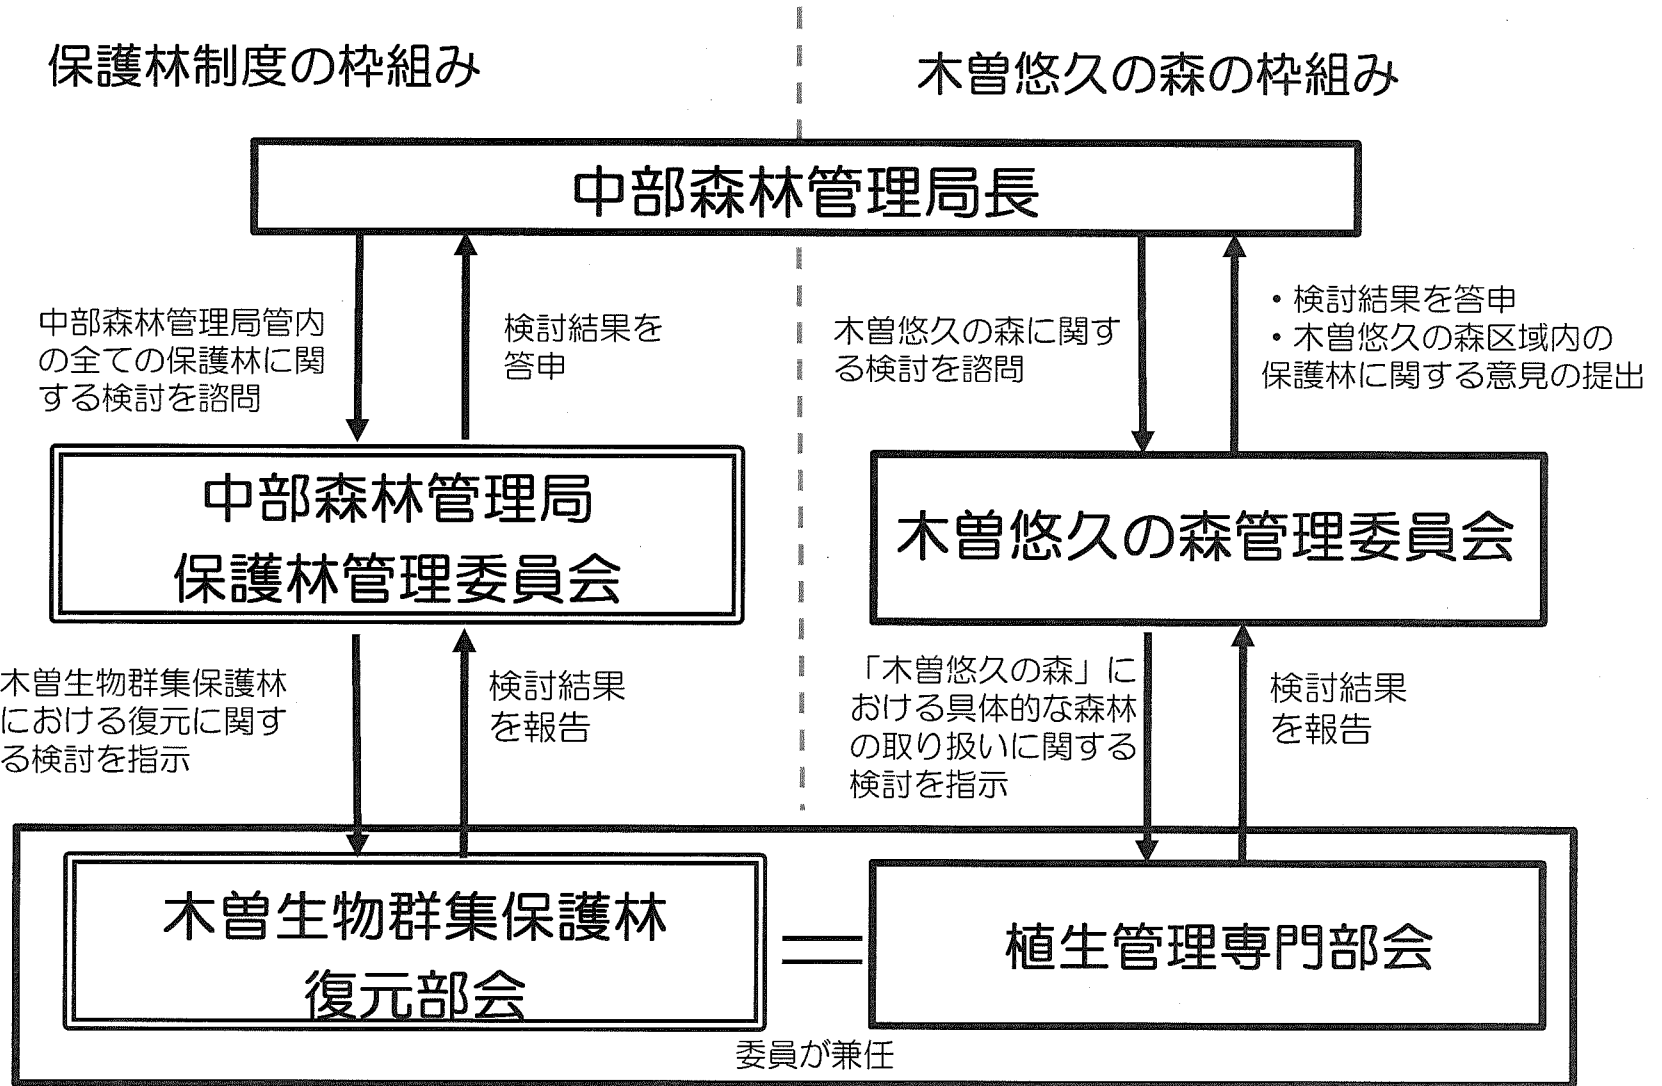 保護林制度の枠組み
木曽悠久の森の枠組み
中部森林管理局長
中部森林管理局管内
の全ての保護林に関
する検討を諮問
検討結果を
答申
木曽悠久の森に関す
る検討を諮問
・検討結果を答申
・木曽悠久の森区域内の
保護林に関する意見の提出
中部森林管理局
保護林管理委員会
木曽悠久の森管理委員会
木曽生物群集保護林
における復元に関す
る検討を指示
検討結果
を報告
「木曽悠久の森」に
おける具体的な森林
の取り扱いに関する
検討を指示
検討結果
を報告
木曽生物群集保護林
復元部会
＝
植生管理専門部会
委員が兼任